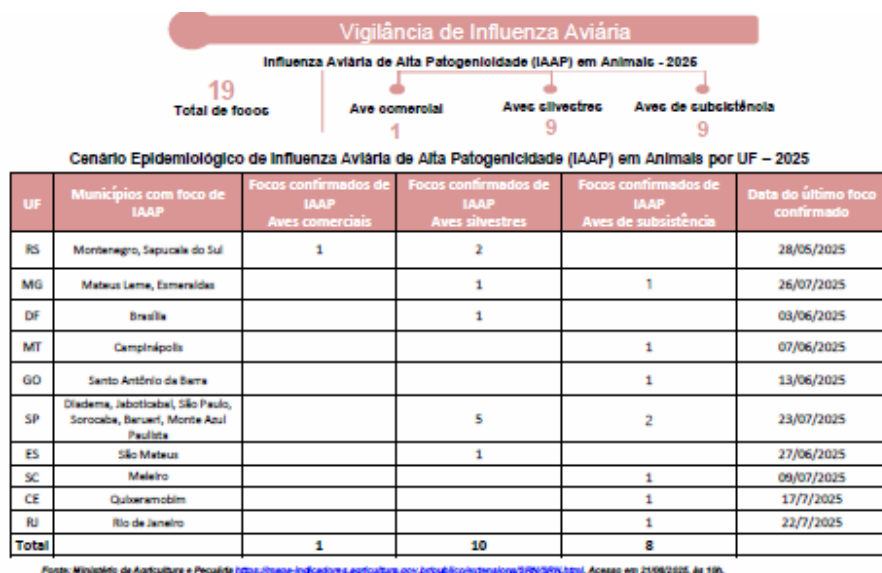 Vigilância de Influenza Aviária
Influenza Aviária de Alta Patogenicidade (IAAP) em Animais - 2025
19
Total de focos
Ave comercial
1
Aves silvestres
9
Aves de subsistência
9
Cenário Epidemiológico de Influenza Aviária de Alta Patogenicidade (IAAP) em Animais por UF – 2025
UF
Municípios com foco de
IAAP
Focos confirmados de
IAAP
Aves comerciais
Focos confirmados de
IAAP
Aves silvestres
Focos confirmados de
IAAP
Aves de subsistência
Data do último foco
confirmado
RS Montenegro, Sapucaia do Sul 1 2 28/05/2025
MG Mateus Leme, Esmeraldas 1 1 26/07/2025
DF Brasília 1 03/06/2025
MT Campinápolis 1 07/06/2025
GO Santo Antônio da Barra 1 13/06/2025
SP
Diadema, Jaboticabal, São Paulo,
Sorocaba, Barueri, Monte Azul
Paulista
5 2 23/07/2025
ES São Mateus 1 27/06/2025
SC Meleiro 1 09/07/2025
CE Quixeramobim 1 17/7/2025
RJ Rio de Janeiro 1 22/7/2025
Total 1 10 8
Fonte: Ministério da Agricultura e Pecuária Acesso em 21/08/2025, às 10h.